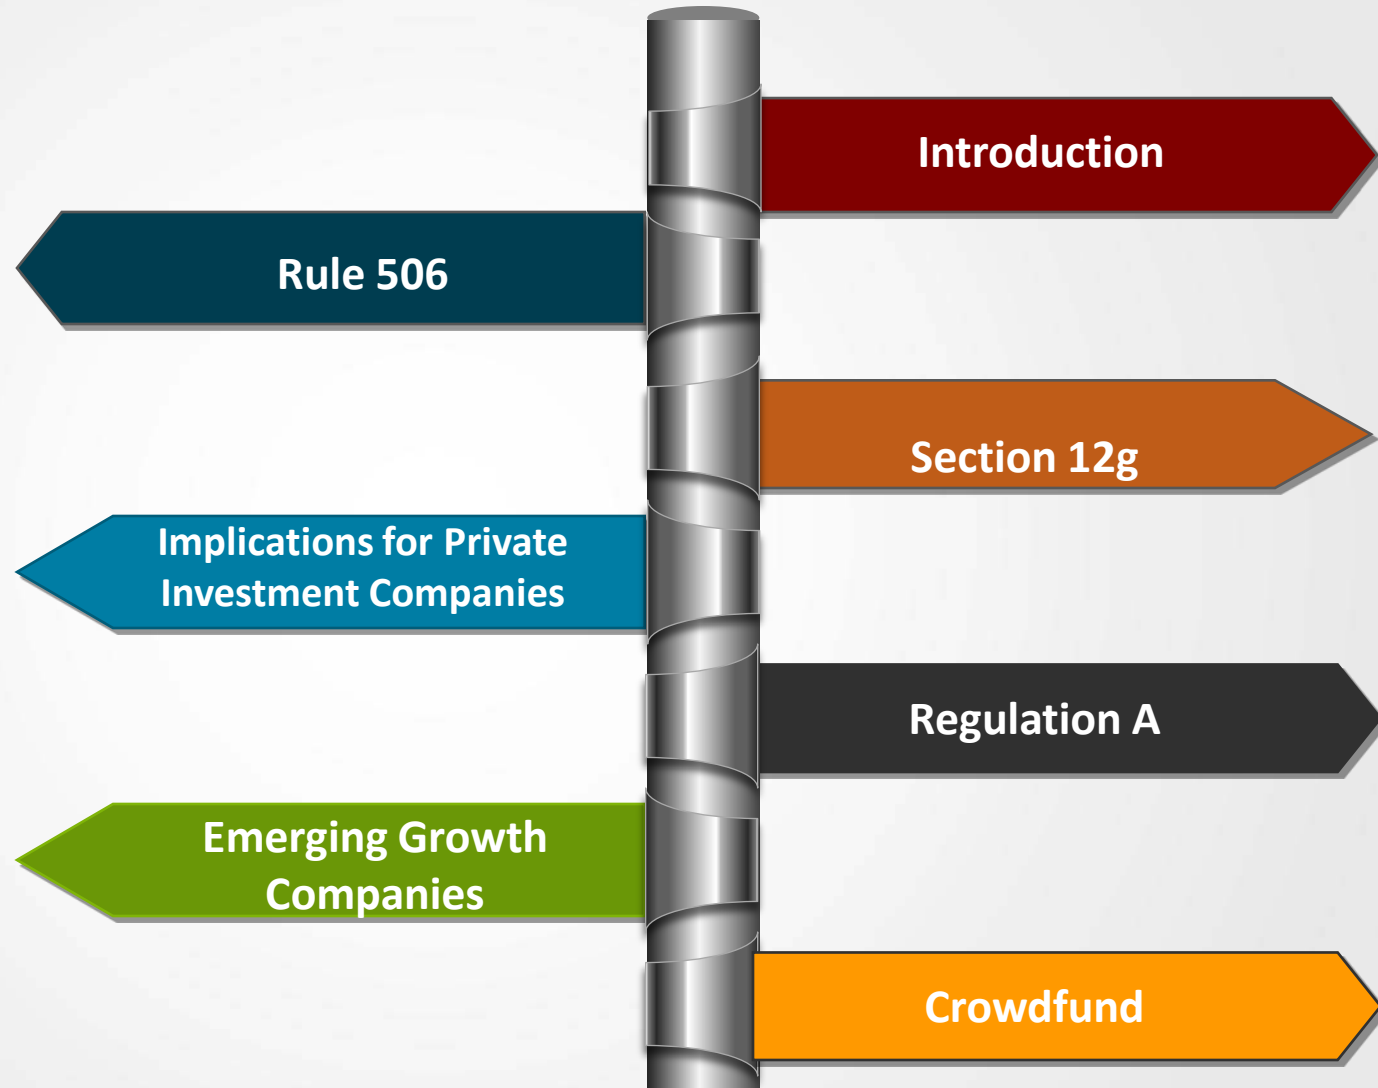 Introduction
Rule 506
Section 12g
Implications for Private
Investment Companies
Regulation A
Emerging Growth
Companies
Crowdfund